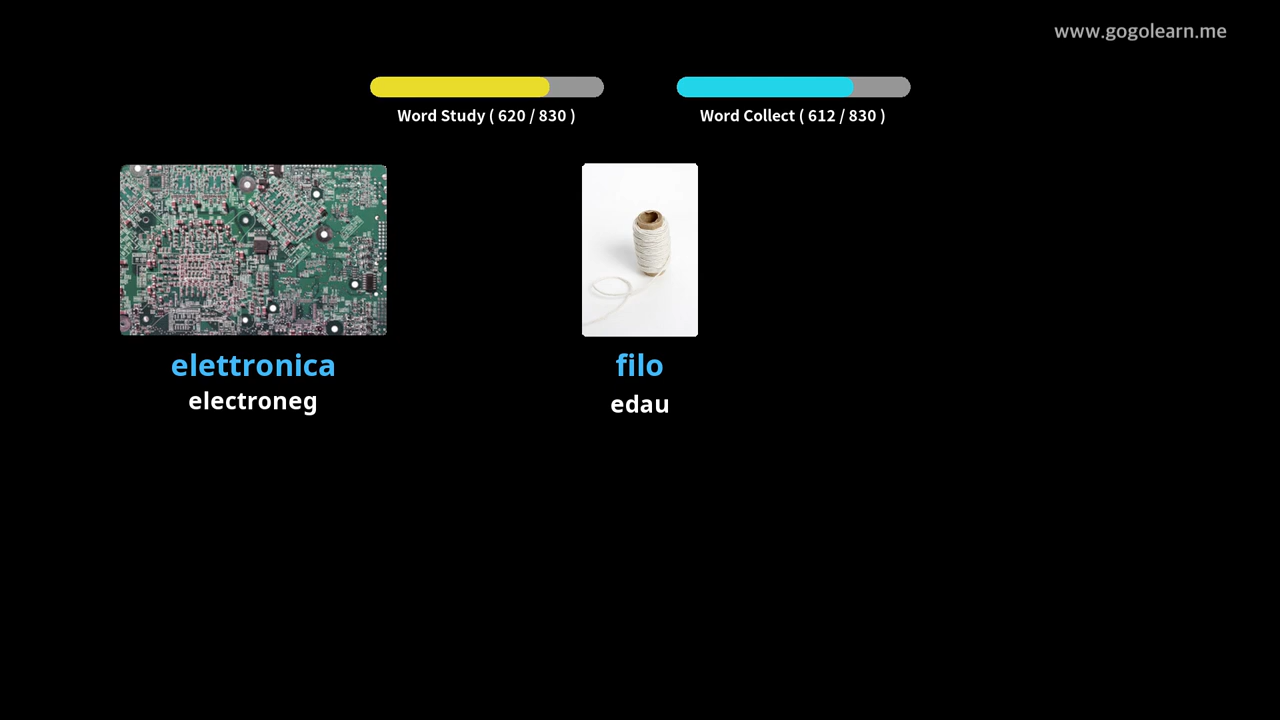 www.gogolearn.me
Word Study ( 620 / 830 )
Word Collect ( 612 / 830 )
elettronica
electroneg
filo
edau